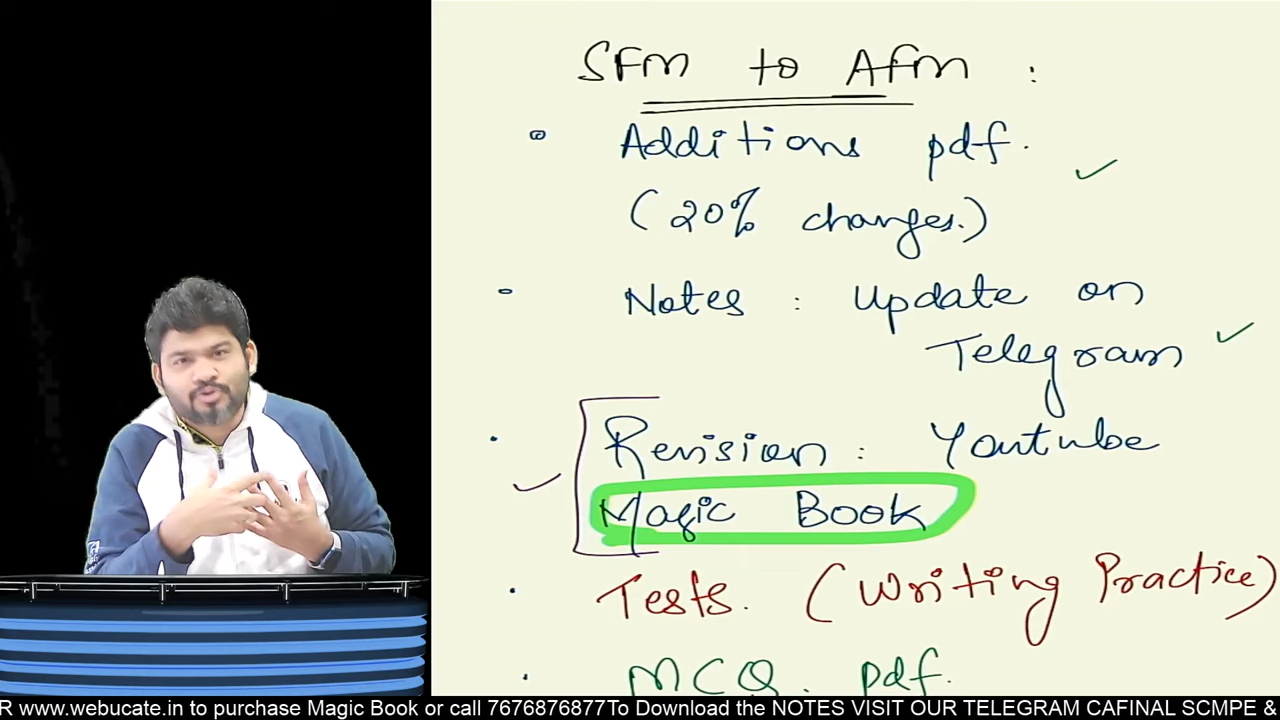 SFM to AFM :
Additions pdf.
(20% changes.)
Notes : Update on
Telegram
Revision : Youtube
Magic Book
Tests. (Writing Practice)
MCQ. pdf.
R www.webucate.in to purchase Magic Book or call 7676876877To Download the NOTES VISIT OUR TELEGRAM CAFINAL SCMPE &